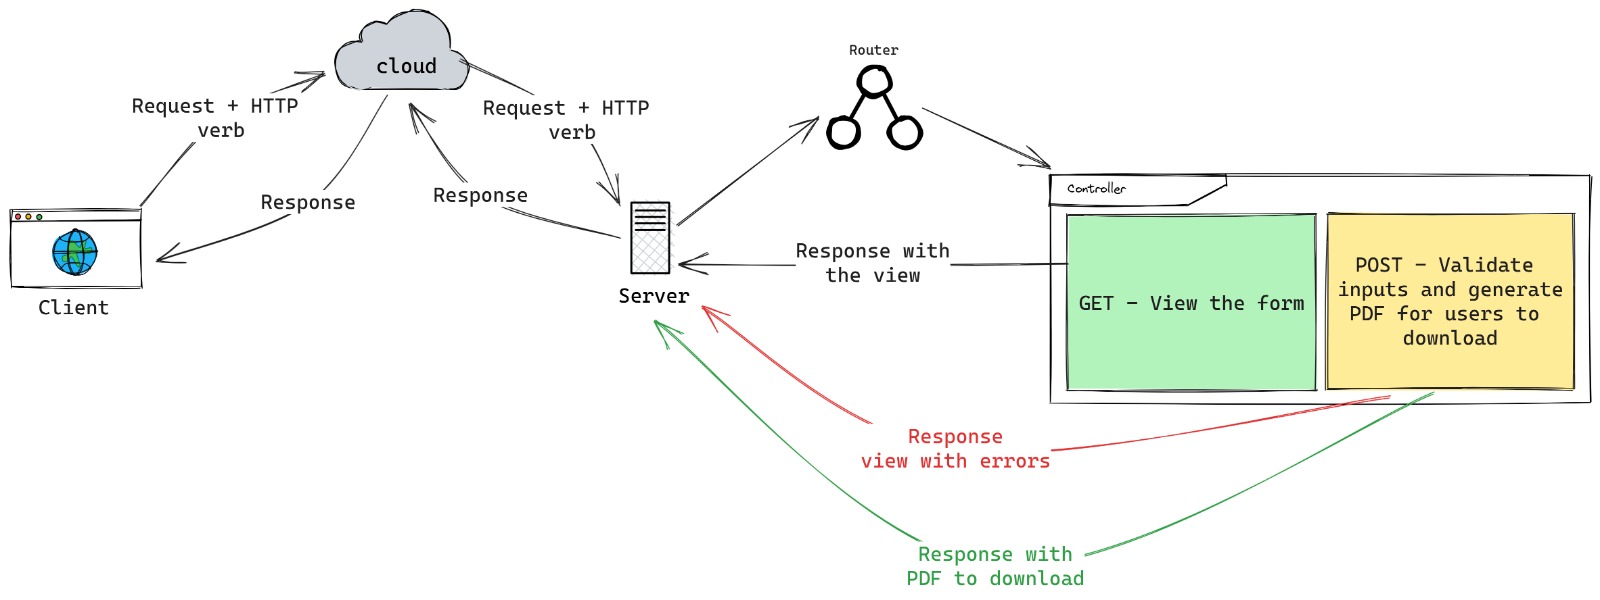 cloud
Request + HTTP
verb
Request + HTTP
verb
Router
Response
Response
Client
Server
Controller
Response with
the view
GET - View the form
POST - Validate
inputs and generate
PDF for users to
download
Response
view with errors
Response with
PDF to download